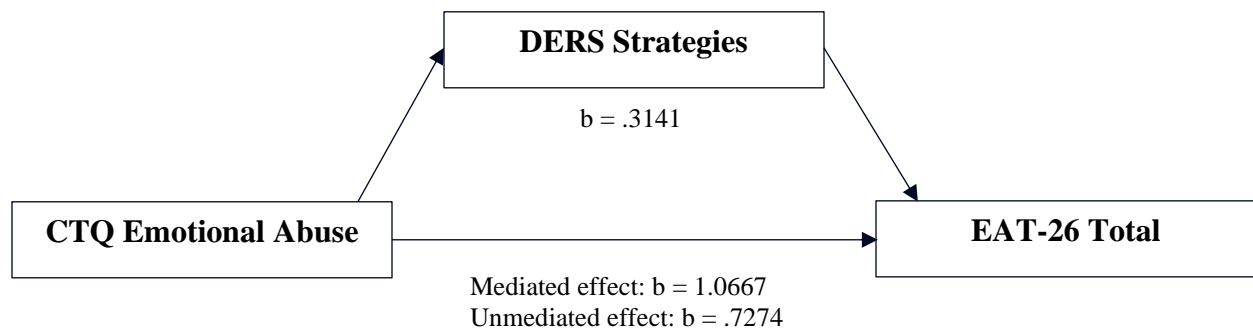 DERS Strategies
b = .3141
CTQ Emotional Abuse
EAT-26 Total
Mediated effect: b = 1.0667
Unmediated effect: b = .7274